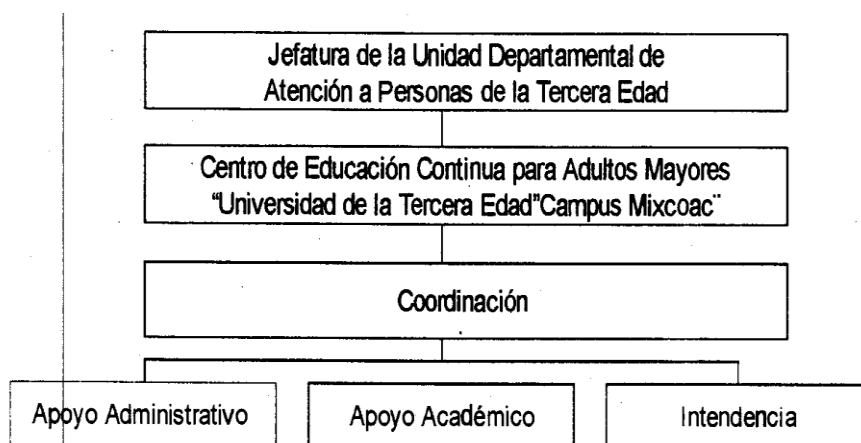 Jefatura de la Unidad Departamental de
Atención a Personas de la Tercera Edad
Centro de Educación Continua para Adultos Mayores
“Universidad de la Tercera Edad”Campus Mixcoac¨
Coordinación
Apoyo Administrativo
Apoyo Académico
Intendencia